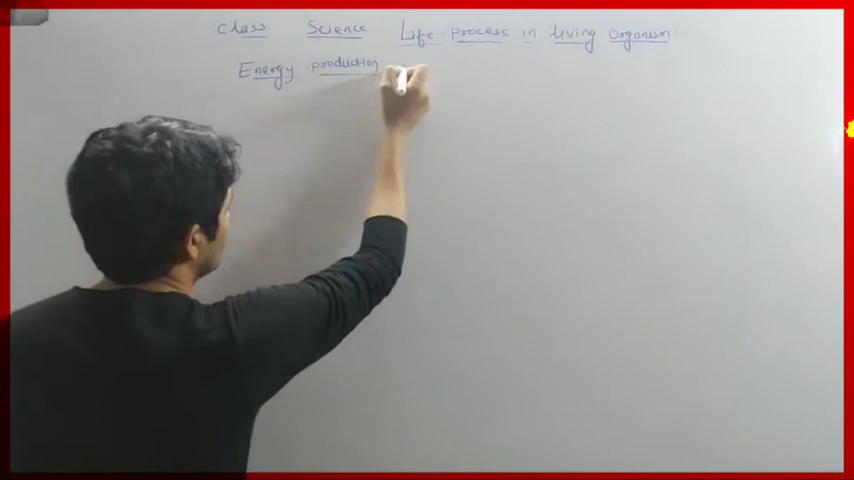 Class Science Life-process in living Organism
Energy production